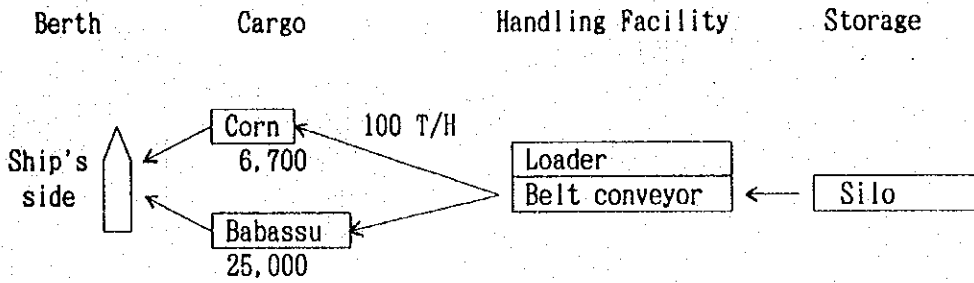 Berth Cargo Handling Facility Storage
Corn 100 T/H
6,700
Ship's
side
Loader
Belt conveyor
Silo
Babassu
25,000